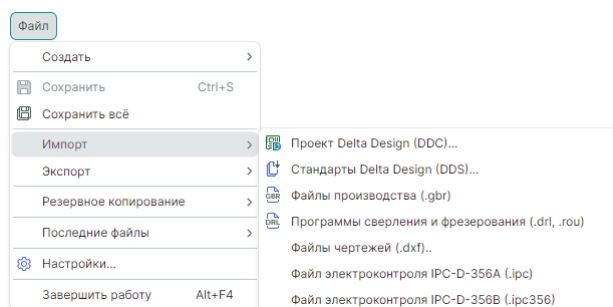 Файл
Создать
Сохранить Ctrl+S
Сохранить всё
Импорт
Экспорт
Резервное копирование
Последние файлы
Настройки...
Завершить работу Alt+F4
Проект Delta Design (DDC)...
Стандарты Delta Design (DDS)...
GBR Файлы производства (.gbr)
DRL Программы сверления и фрезерования (.drl, .rou)
Файлы чертежей (.dxf)..
Файл электроконтроля IPC-D-356A (.ipc)
Файл электроконтроля IPC-D-356B (.ipc356)